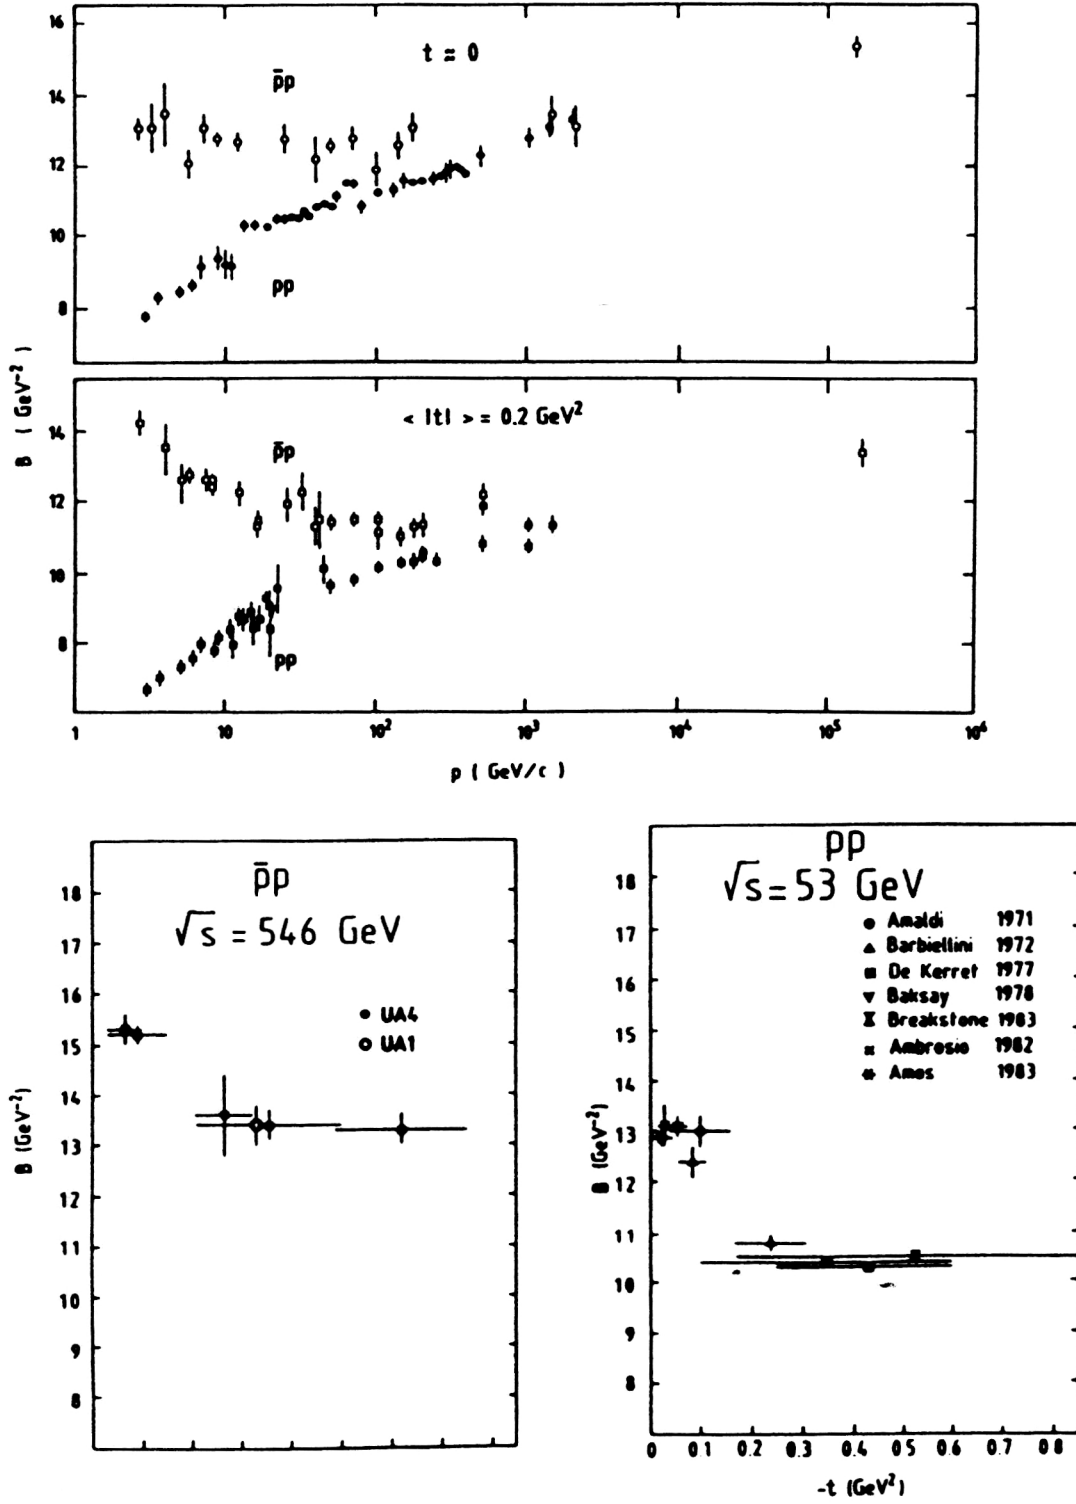 16
14
12
10
8
t ≈ 0
p̄p
pp
B ( GeV⁻² )
14
12
10
8
< |t| > = 0.2 GeV²
p̄p
pp
1 10 10² 10³ 10⁴ 10⁵ 10⁶
p ( GeV/c )
p̄p
√s = 546 GeV
● UA4
○ UA1
18
17
16
15
14
13
12
11
10
9
8
B (GeV⁻²)
pp
√s = 53 GeV
● Amaldi 1971
▲ Barbiellini 1972
■ De Kerret 1977
▼ Baksay 1978
⧗ Breakstone 1983
× Ambrosio 1982
✶ Amos 1983
18
17
16
15
14
13
12
11
10
9
8
B (GeV⁻²)
0 0.1 0.2 0.3 0.4 0.5 0.6 0.7 0 8
-t (GeV²)